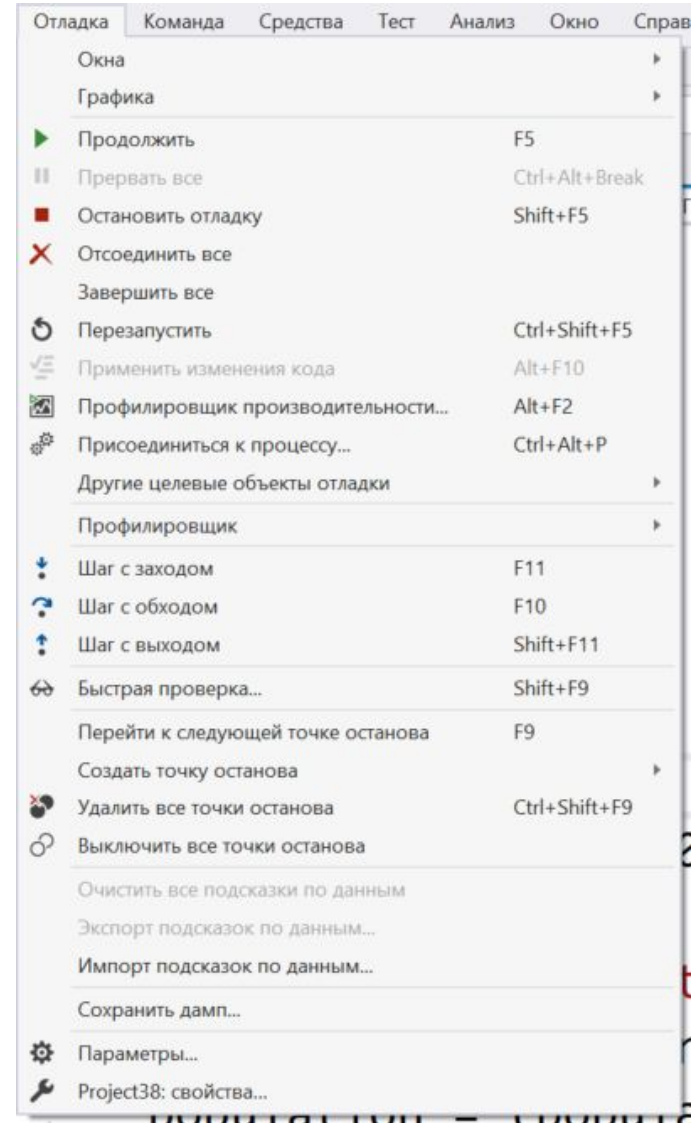 Отладка Команда Средства Тест Анализ Окно Справ
Окна
Графика
Продолжить F5
Прервать все Ctrl+Alt+Break
Остановить отладку Shift+F5
Отсоединить все
Завершить все
Перезапустить Ctrl+Shift+F5
Применить изменения кода Alt+F10
Профилировщик производительности... Alt+F2
Присоединиться к процессу... Ctrl+Alt+P
Другие целевые объекты отладки
Профилировщик
Шаг с заходом F11
Шаг с обходом F10
Шаг с выходом Shift+F11
Быстрая проверка... Shift+F9
Перейти к следующей точке останова F9
Создать точку останова
Удалить все точки останова Ctrl+Shift+F9
Выключить все точки останова
Очистить все подсказки по данным
Экспорт подсказок по данным...
Импорт подсказок по данным...
Сохранить дамп...
Параметры...
Project38: свойства...